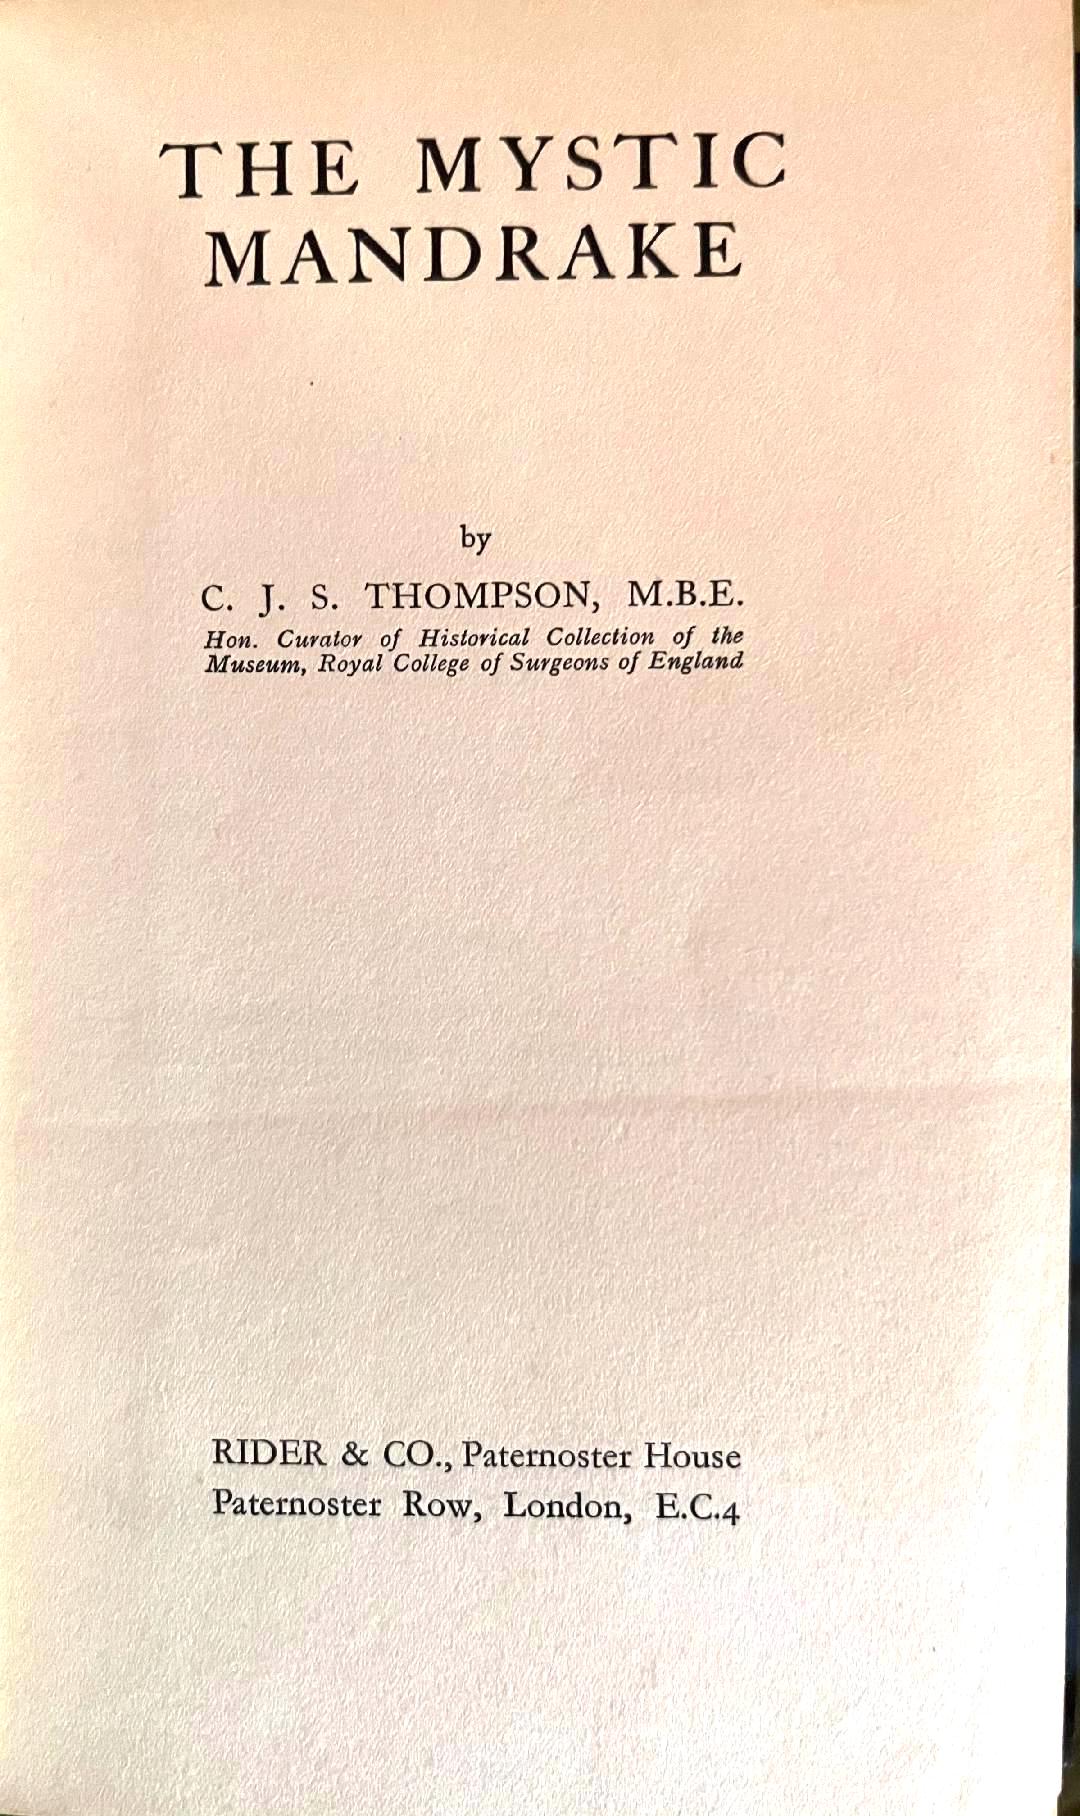 THE MYSTIC
MANDRAKE
by
C. J. S. THOMPSON, M.B.E.
Hon. Curator of Historical Collection of the
Museum, Royal College of Surgeons of England
RIDER & CO., Paternoster House
Paternoster Row, London, E.C.4